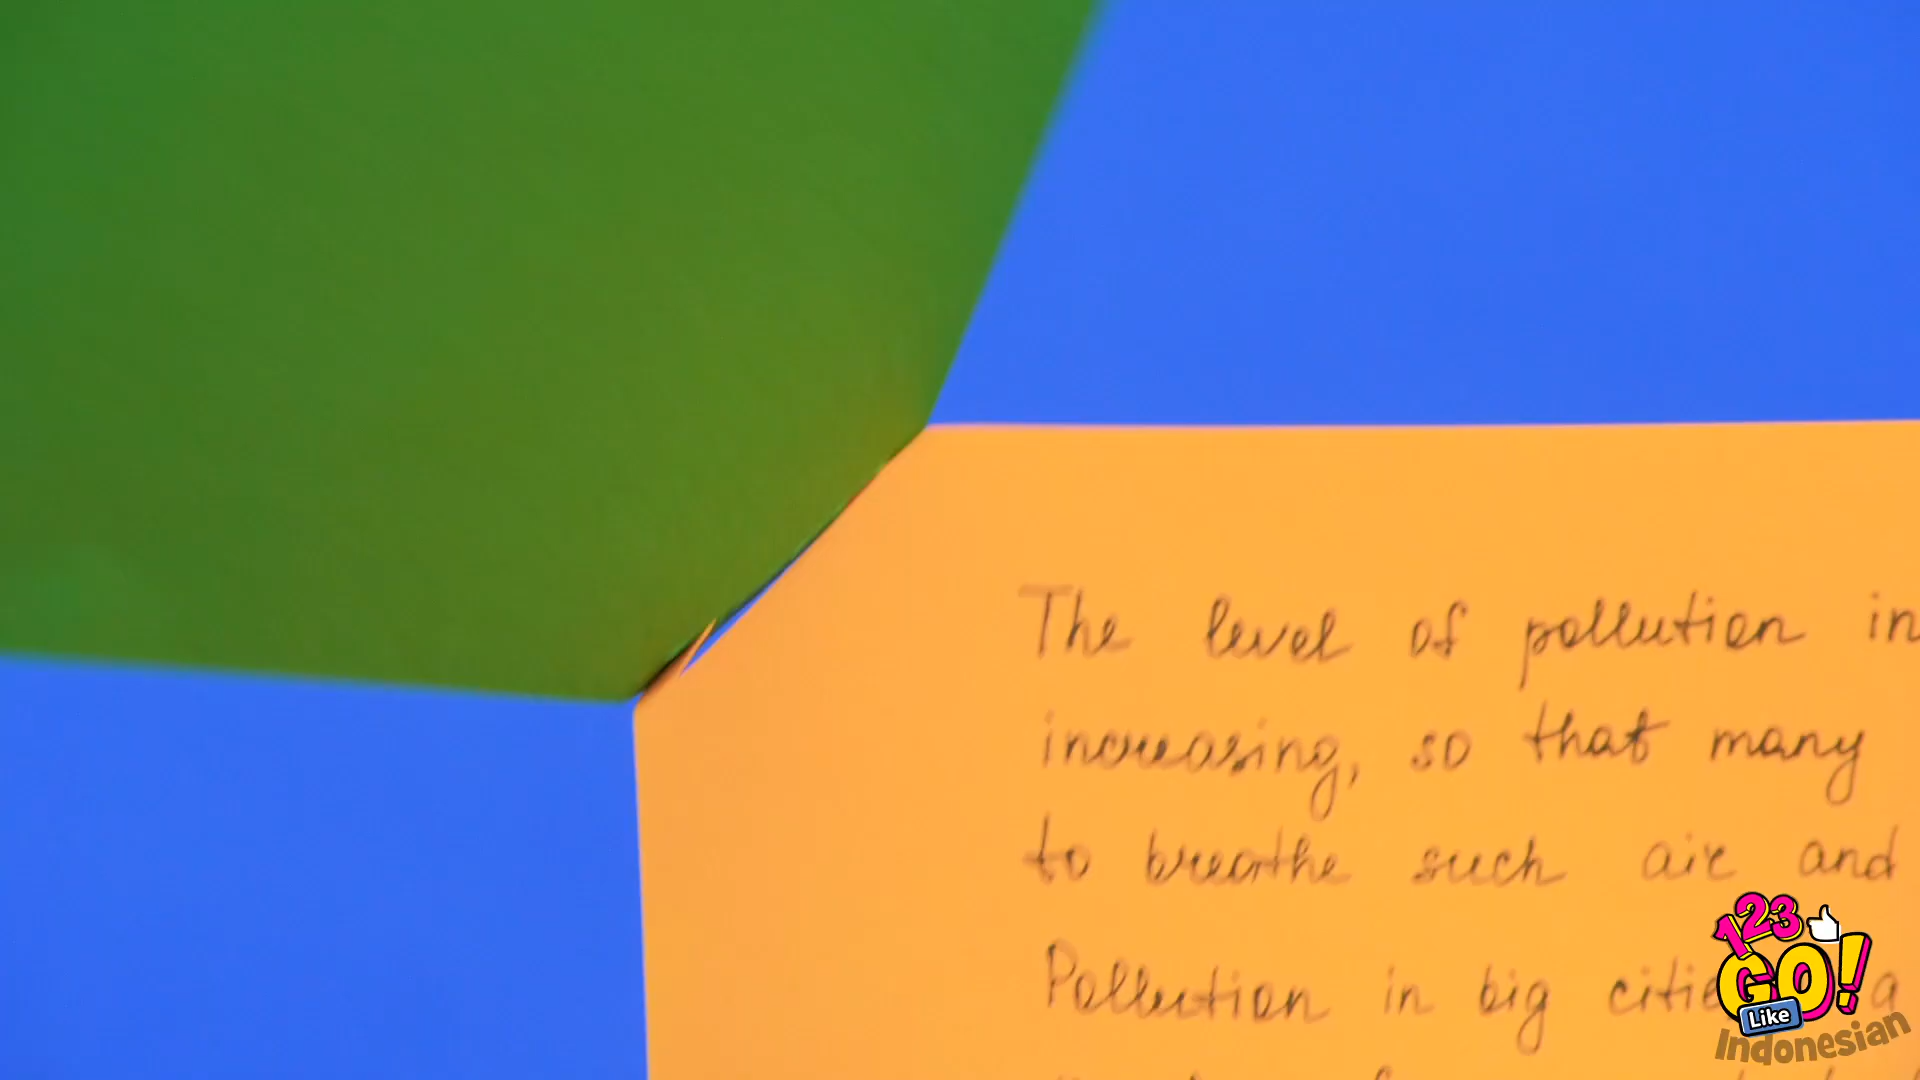 The level of pollution in
increasing, so that many
to breathe such air and
Pollution in big citie a
123
GO!
Like
Indonesian